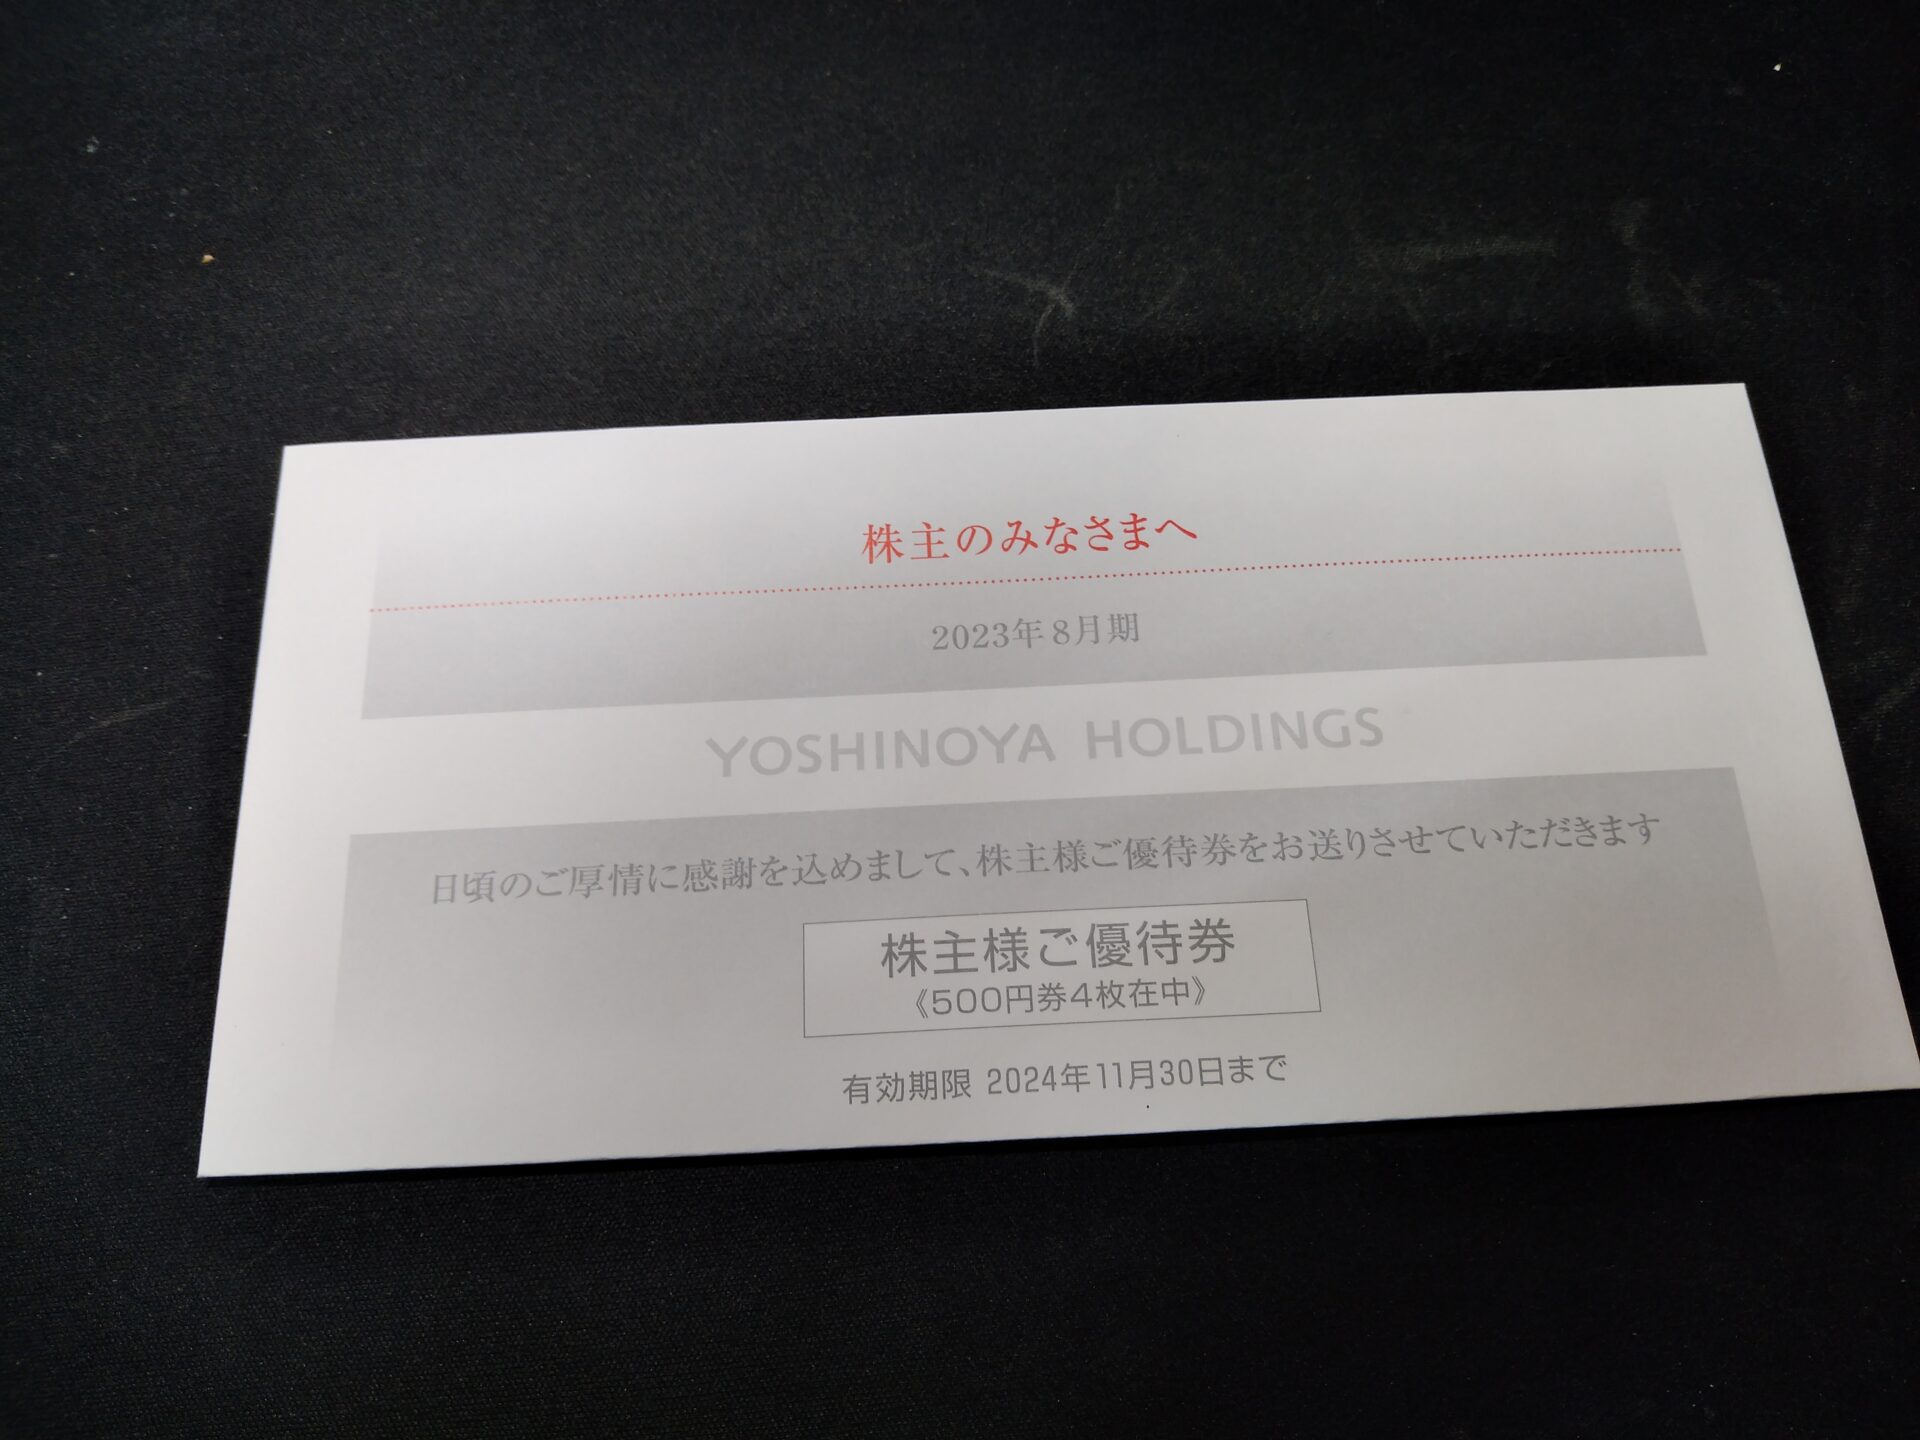 株主のみなさまへ
2023年8月期
YOSHINOYA HOLDINGS
日頃のご厚情に感謝を込めまして、株主様ご優待券をお送りさせていただきます
株主様ご優待券
《500円券4枚在中》
有効期限 2024年11月30日まで